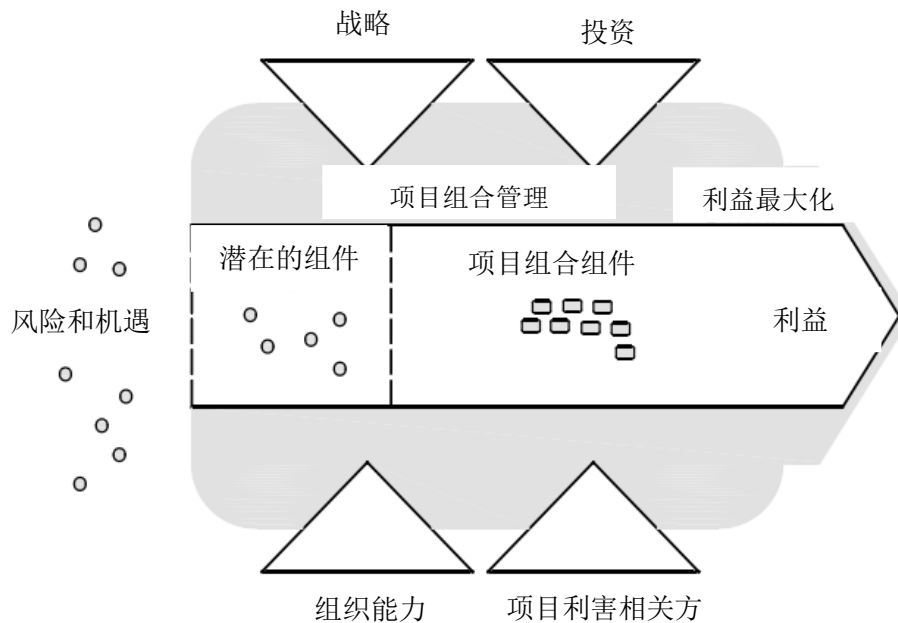 战略
投资
项目组合管理
利益最大化
潜在的组件
项目组合组件
风险和机遇
利益
组织能力
项目利害相关方